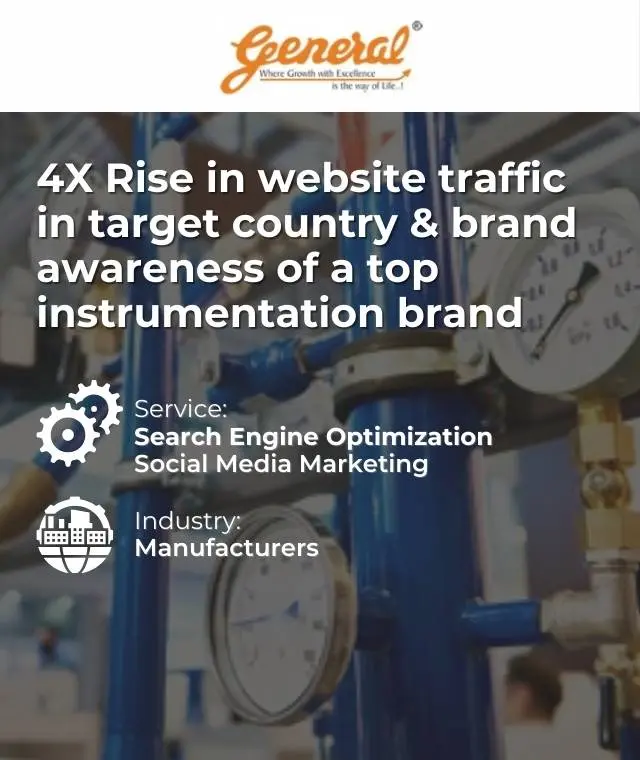 Geeneral®
Where Growth with Excellence
is the way of Life..!
4X Rise in website traffic
in target country & brand
awareness of a top
instrumentation brand
Service:
Search Engine Optimization
Social Media Marketing
Industry:
Manufacturers